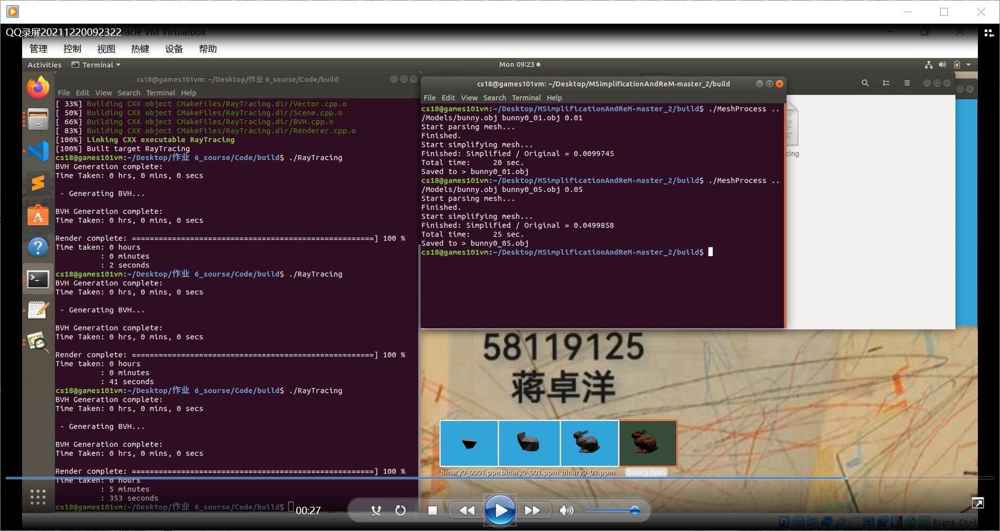 QQ录屏20211220092322
racle VM VirtualBox
管理 控制 视图 热键 设备 帮助
Activities Terminal Mon 09:23
cs18@games101vm: ~/Desktop/作业 6_sourse/Code/build
File Edit View Search Terminal Help
[ 33%] Building CXX object CMakeFiles/RayTracing.dir/Vector.cpp.o
[ 50%] Building CXX object CMakeFiles/RayTracing.dir/Scene.cpp.o
[ 66%] Building CXX object CMakeFiles/RayTracing.dir/BVH.cpp.o
[ 83%] Building CXX object CMakeFiles/RayTracing.dir/Renderer.cpp.o
[100%] Linking CXX executable RayTracing
[100%] Built target RayTracing
cs18@games101vm:~/Desktop/作业 6_sourse/Code/build$ ./RayTracing
BVH Generation complete:
Time Taken: 0 hrs, 0 mins, 0 secs
- Generating BVH...
BVH Generation complete:
Time Taken: 0 hrs, 0 mins, 0 secs
Render complete: ======================================================] 100 %
Time taken: 0 hours
: 0 minutes
: 2 seconds
cs18@games101vm:~/Desktop/作业 6_sourse/Code/build$ ./RayTracing
BVH Generation complete:
Time Taken: 0 hrs, 0 mins, 0 secs
- Generating BVH...
BVH Generation complete:
Time Taken: 0 hrs, 0 mins, 0 secs
Render complete: ======================================================] 100 %
Time taken: 0 hours
: 0 minutes
: 41 seconds
cs18@games101vm:~/Desktop/作业 6_sourse/Code/build$ ./RayTracing
BVH Generation complete:
Time Taken: 0 hrs, 0 mins, 0 secs
- Generating BVH...
BVH Generation complete:
Time Taken: 0 hrs, 0 mins, 0 secs
Render complete: ======================================================] 100 %
Time taken: 0 hours
: 5 minutes
: 353 seconds
cs18@games101vm:~/Desktop/作业 6_sourse/Code/build$
cs18@games101vm: ~/Desktop/MSimplificationAndReM-master_2/build
File Edit View Search Terminal Help
cs18@games101vm:~/Desktop/MSimplificationAndReM-master_2/build$ ./MeshProcess ..
/Models/bunny.obj bunny0_01.obj 0.01
Start parsing mesh...
Finished.
Start simplifying mesh...
Finished: Simplified / Original = 0.0099745
Total time: 20 sec.
Saved to > bunny0_01.obj
cs18@games101vm:~/Desktop/MSimplificationAndReM-master_2/build$ ./MeshProcess ..
/Models/bunny.obj bunny0_05.obj 0.05
Start parsing mesh...
Finished.
Start simplifying mesh...
Finished: Simplified / Original = 0.0499858
Total time: 25 sec.
Saved to > bunny0_05.obj
cs18@games101vm:~/Desktop/MSimplificationAndReM-master_2/build$
cing
58119125
蒋卓洋
binary0_0001.ppm binary0_001.ppm binary0_01.ppm binary.ppm
00:27
Right Ctrl